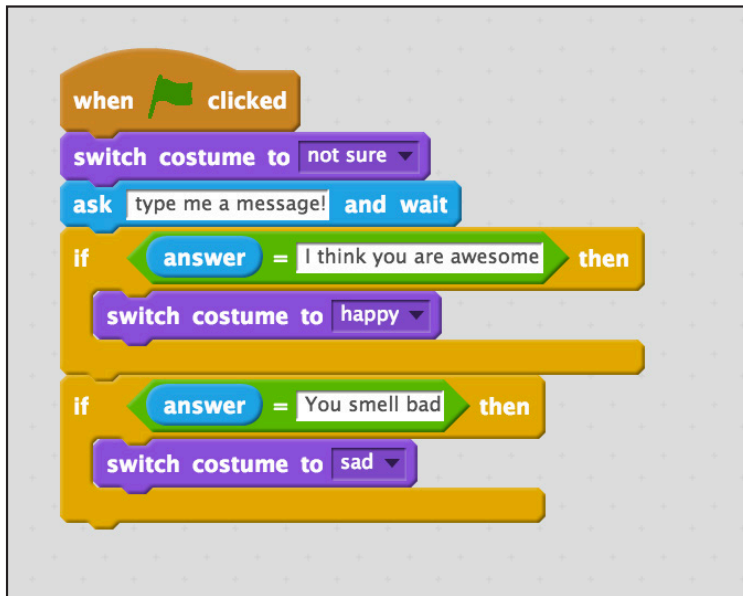 when clicked
switch costume to not sure
ask type me a message! and wait
if answer = I think you are awesome then
switch costume to happy
if answer = You smell bad then
switch costume to sad